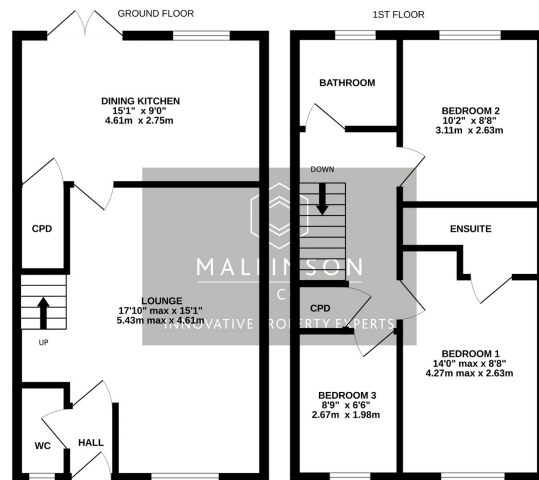 GROUND FLOOR
DINING KITCHEN
15'1" x 9'0"
4.61m x 2.75m
CPD
LOUNGE
17'10" max x 15'1"
5.43m max x 4.61m
UP
WC
HALL
1ST FLOOR
BATHROOM
BEDROOM 2
10'2" x 8'8"
3.11m x 2.63m
DOWN
ENSUITE
CPD
BEDROOM 1
14'0" max x 8'8"
4.27m max x 2.63m
BEDROOM 3
8'9" x 6'6"
2.67m x 1.98m
MALLINSON
INNOVATIVE PROPERTY EXPERTS